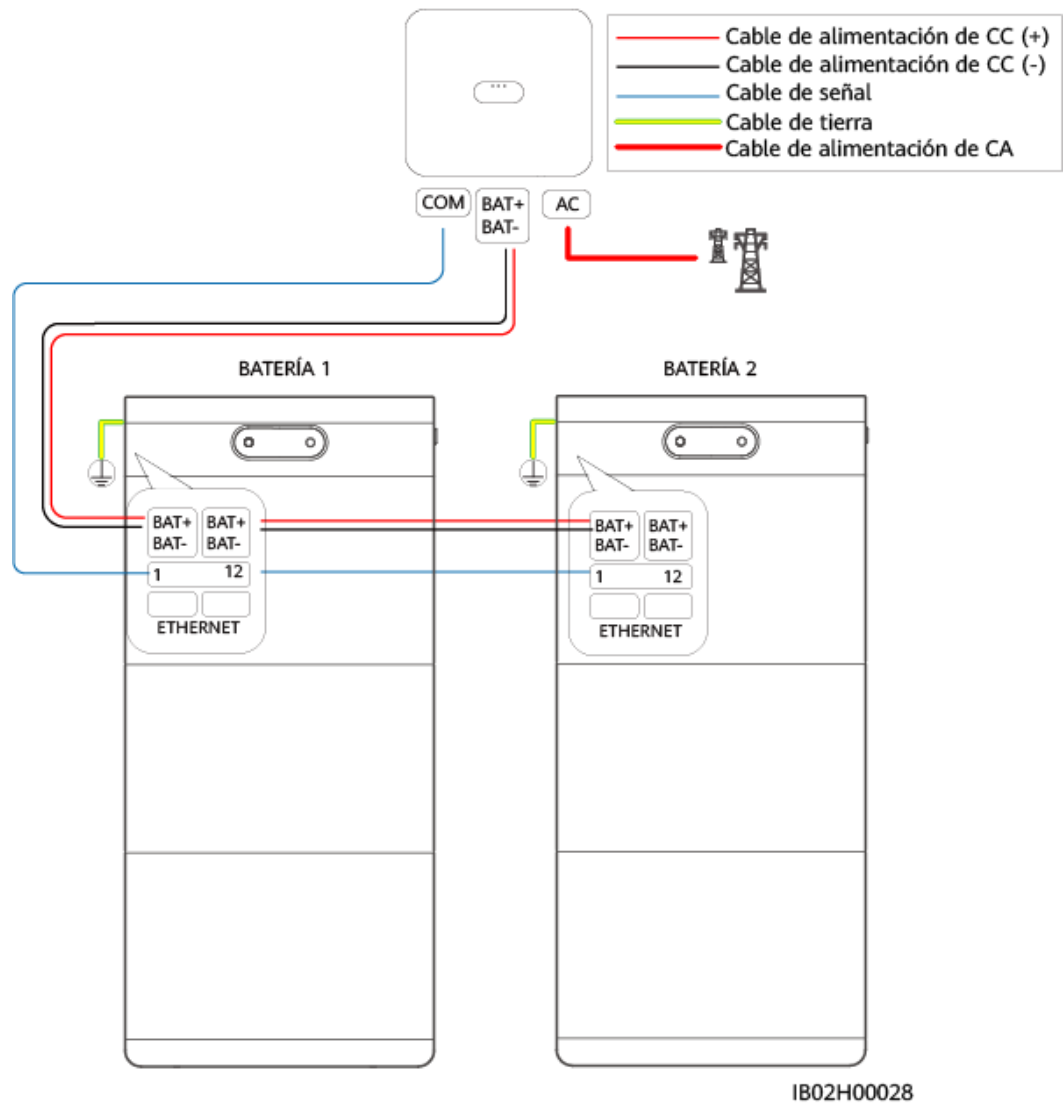 Cable de alimentación de CC (+)
Cable de alimentación de CC (-)
Cable de señal
Cable de tierra
Cable de alimentación de CA
COM
BAT+
BAT-
AC
BATERÍA 1
BATERÍA 2
BAT+ BAT+
BAT- BAT-
1 12
ETHERNET
BAT+ BAT+
BAT- BAT-
1 12
ETHERNET
IB02H00028